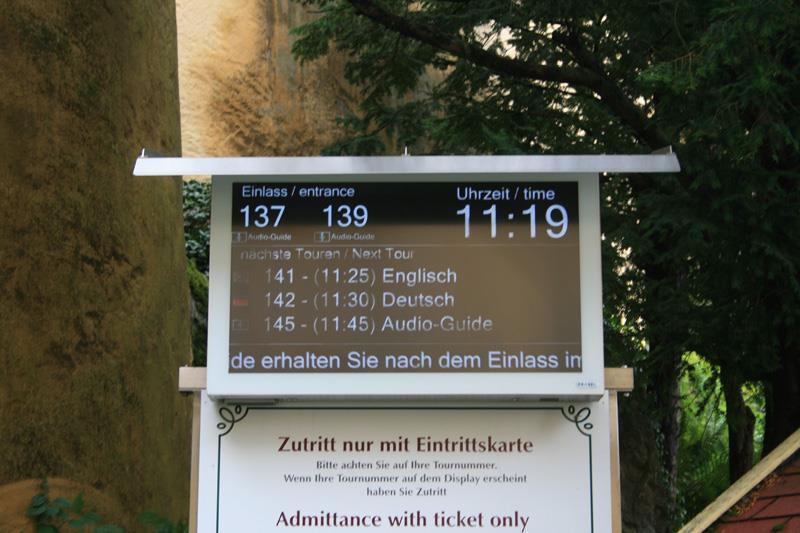 Einlass / entrance
Uhrzeit / time
137 139
11:19
Audio-Guide Audio-Guide
nächste Touren / Next Tour
141 - (11:25) Englisch
142 - (11:30) Deutsch
145 - (11:45) Audio-Guide
de erhalten Sie nach dem Einlass im
Zutritt nur mit Eintrittskarte
Bitte achten Sie auf Ihre Tournummer.
Wenn Ihre Tournummer auf dem Display erscheint
haben Sie Zutritt
Admittance with ticket only